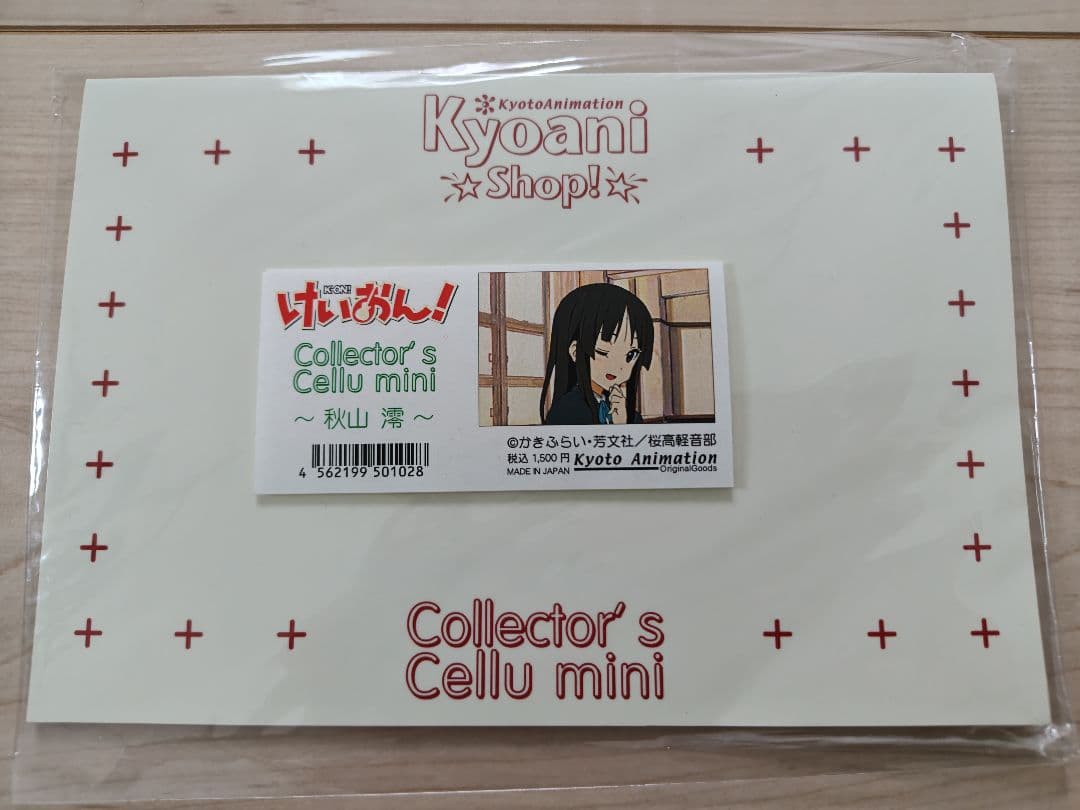 KyotoAnimation
Kyoani
Shop!
K-ON!
けいおん!
Collector's
Cellu mini
～ 秋山 澪 ～
4 562199 501028
©かきふらい・芳文社／桜高軽音部
税込 1,500 円 Kyoto Animation
MADE IN JAPAN OriginalGoods
Collector's
Cellu mini